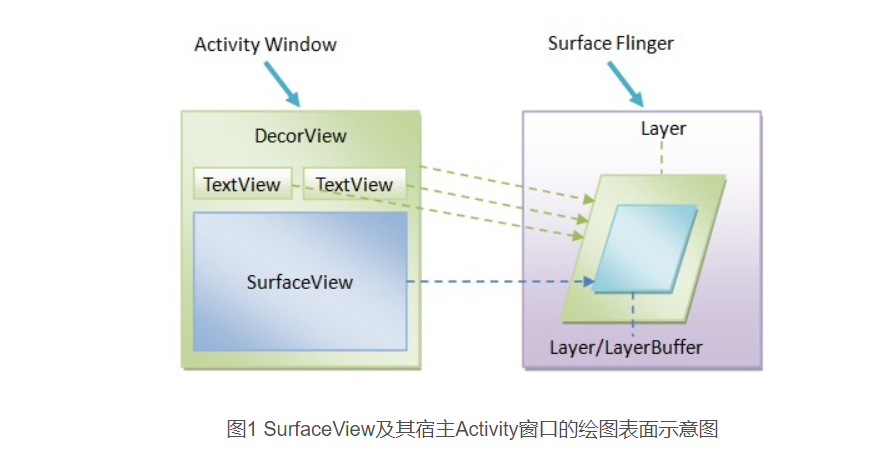 Activity Window
Surface Flinger
DecorView
TextView
TextView
SurfaceView
Layer
Layer/LayerBuffer
图1 SurfaceView及其宿主Activity窗口的绘图表面示意图